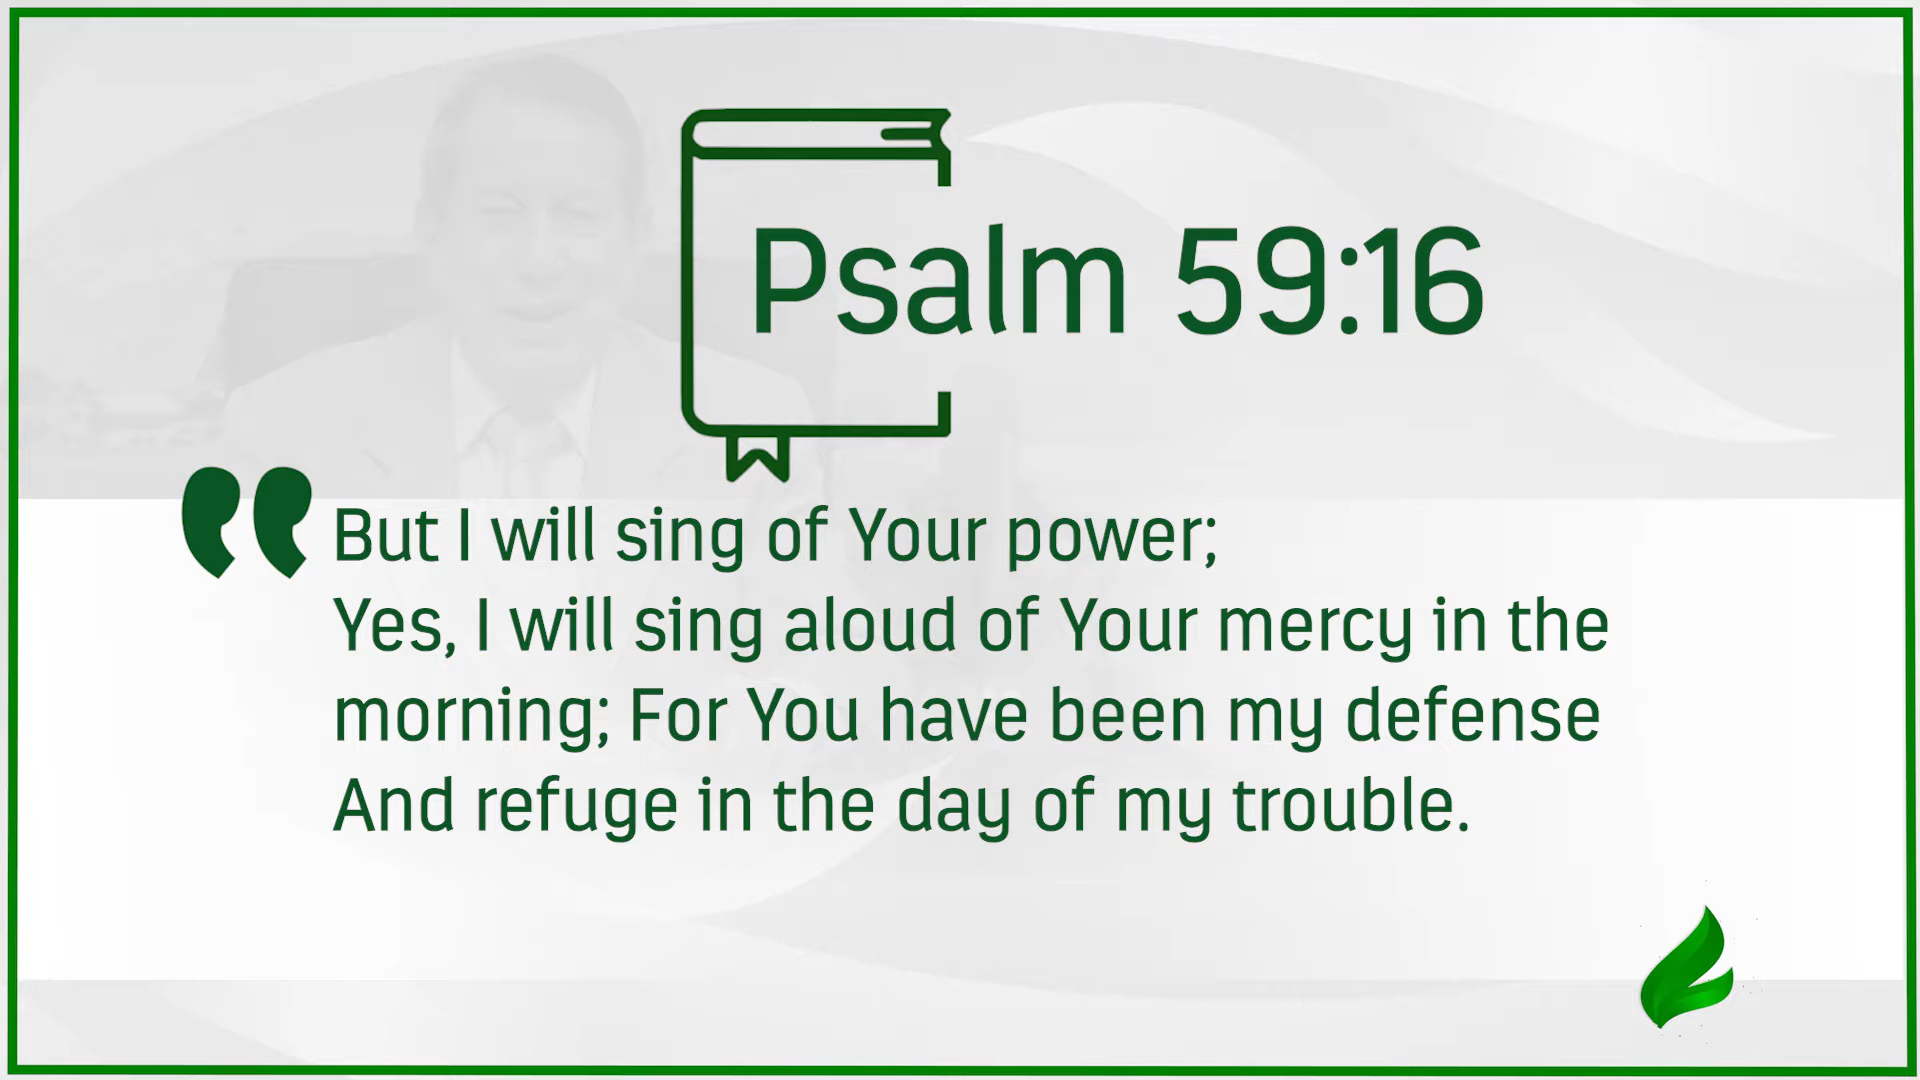 Psalm 59:16
But I will sing of Your power;
Yes, I will sing aloud of Your mercy in the
morning; For You have been my defense
And refuge in the day of my trouble.